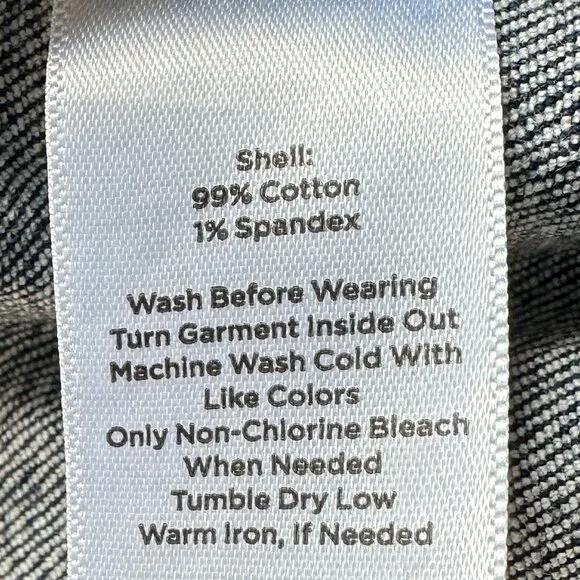 Shell:
99% Cotton
1% Spandex
Wash Before Wearing
Turn Garment Inside Out
Machine Wash Cold With
Like Colors
Only Non-Chlorine Bleach
When Needed
Tumble Dry Low
Warm Iron, If Needed